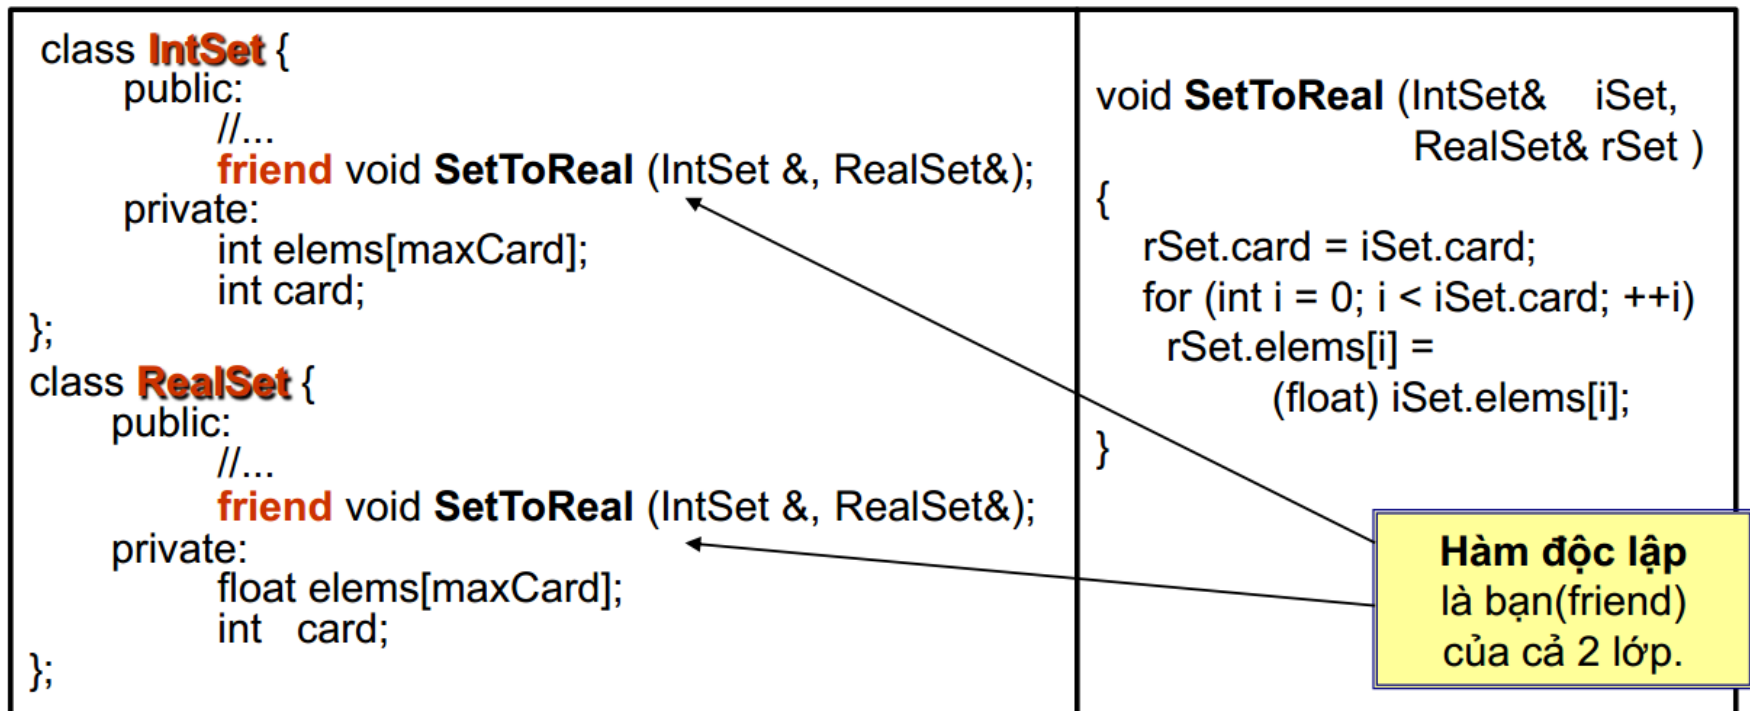 class IntSet {
public:
//...
friend void SetToReal (IntSet &, RealSet&);
private:
int elems[maxCard];
int card;
};
class RealSet {
public:
//...
friend void SetToReal (IntSet &, RealSet&);
private:
float elems[maxCard];
int card;
};
void SetToReal (IntSet& iSet,
RealSet& rSet )
{
rSet.card = iSet.card;
for (int i = 0; i < iSet.card; ++i)
rSet.elems[i] =
(float) iSet.elems[i];
}
Hàm độc lập
là bạn(friend)
của cả 2 lớp.